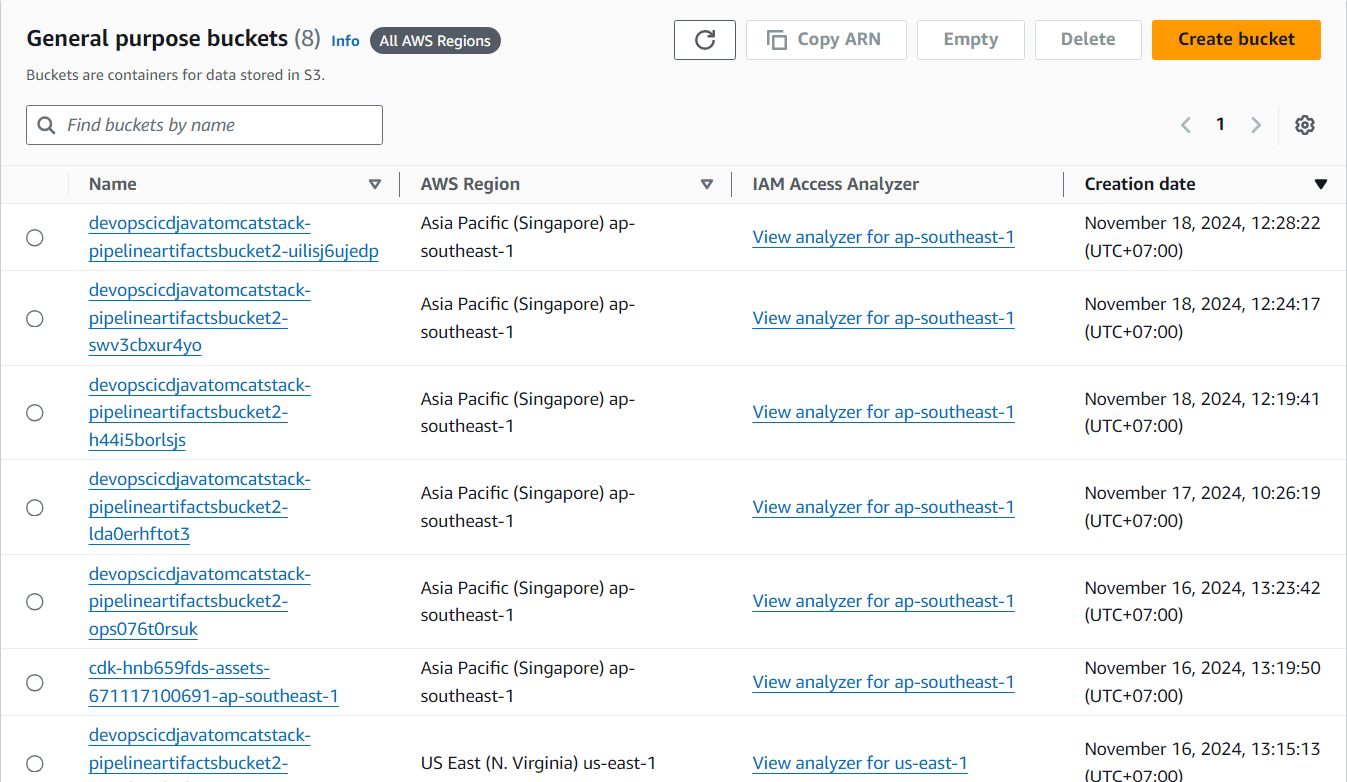 General purpose buckets (8) Info All AWS Regions
Copy ARN Empty Delete Create bucket
Buckets are containers for data stored in S3.
Find buckets by name
1
Name AWS Region IAM Access Analyzer Creation date
devopscicdjavatomcatstack-
pipelineartifactsbucket2-uilisj6ujedp
Asia Pacific (Singapore) ap-
southeast-1
View analyzer for ap-southeast-1
November 18, 2024, 12:28:22
(UTC+07:00)
devopscicdjavatomcatstack-
pipelineartifactsbucket2-
swv3cbxur4yo
Asia Pacific (Singapore) ap-
southeast-1
View analyzer for ap-southeast-1
November 18, 2024, 12:24:17
(UTC+07:00)
devopscicdjavatomcatstack-
pipelineartifactsbucket2-
h44i5borlsjs
Asia Pacific (Singapore) ap-
southeast-1
View analyzer for ap-southeast-1
November 18, 2024, 12:19:41
(UTC+07:00)
devopscicdjavatomcatstack-
pipelineartifactsbucket2-
lda0erhftot3
Asia Pacific (Singapore) ap-
southeast-1
View analyzer for ap-southeast-1
November 17, 2024, 10:26:19
(UTC+07:00)
devopscicdjavatomcatstack-
pipelineartifactsbucket2-
ops076t0rsuk
Asia Pacific (Singapore) ap-
southeast-1
View analyzer for ap-southeast-1
November 16, 2024, 13:23:42
(UTC+07:00)
cdk-hnb659fds-assets-
671117100691-ap-southeast-1
Asia Pacific (Singapore) ap-
southeast-1
View analyzer for ap-southeast-1
November 16, 2024, 13:19:50
(UTC+07:00)
devopscicdjavatomcatstack-
pipelineartifactsbucket2-
US East (N. Virginia) us-east-1
View analyzer for us-east-1
November 16, 2024, 13:15:13
(UTC+07:00)